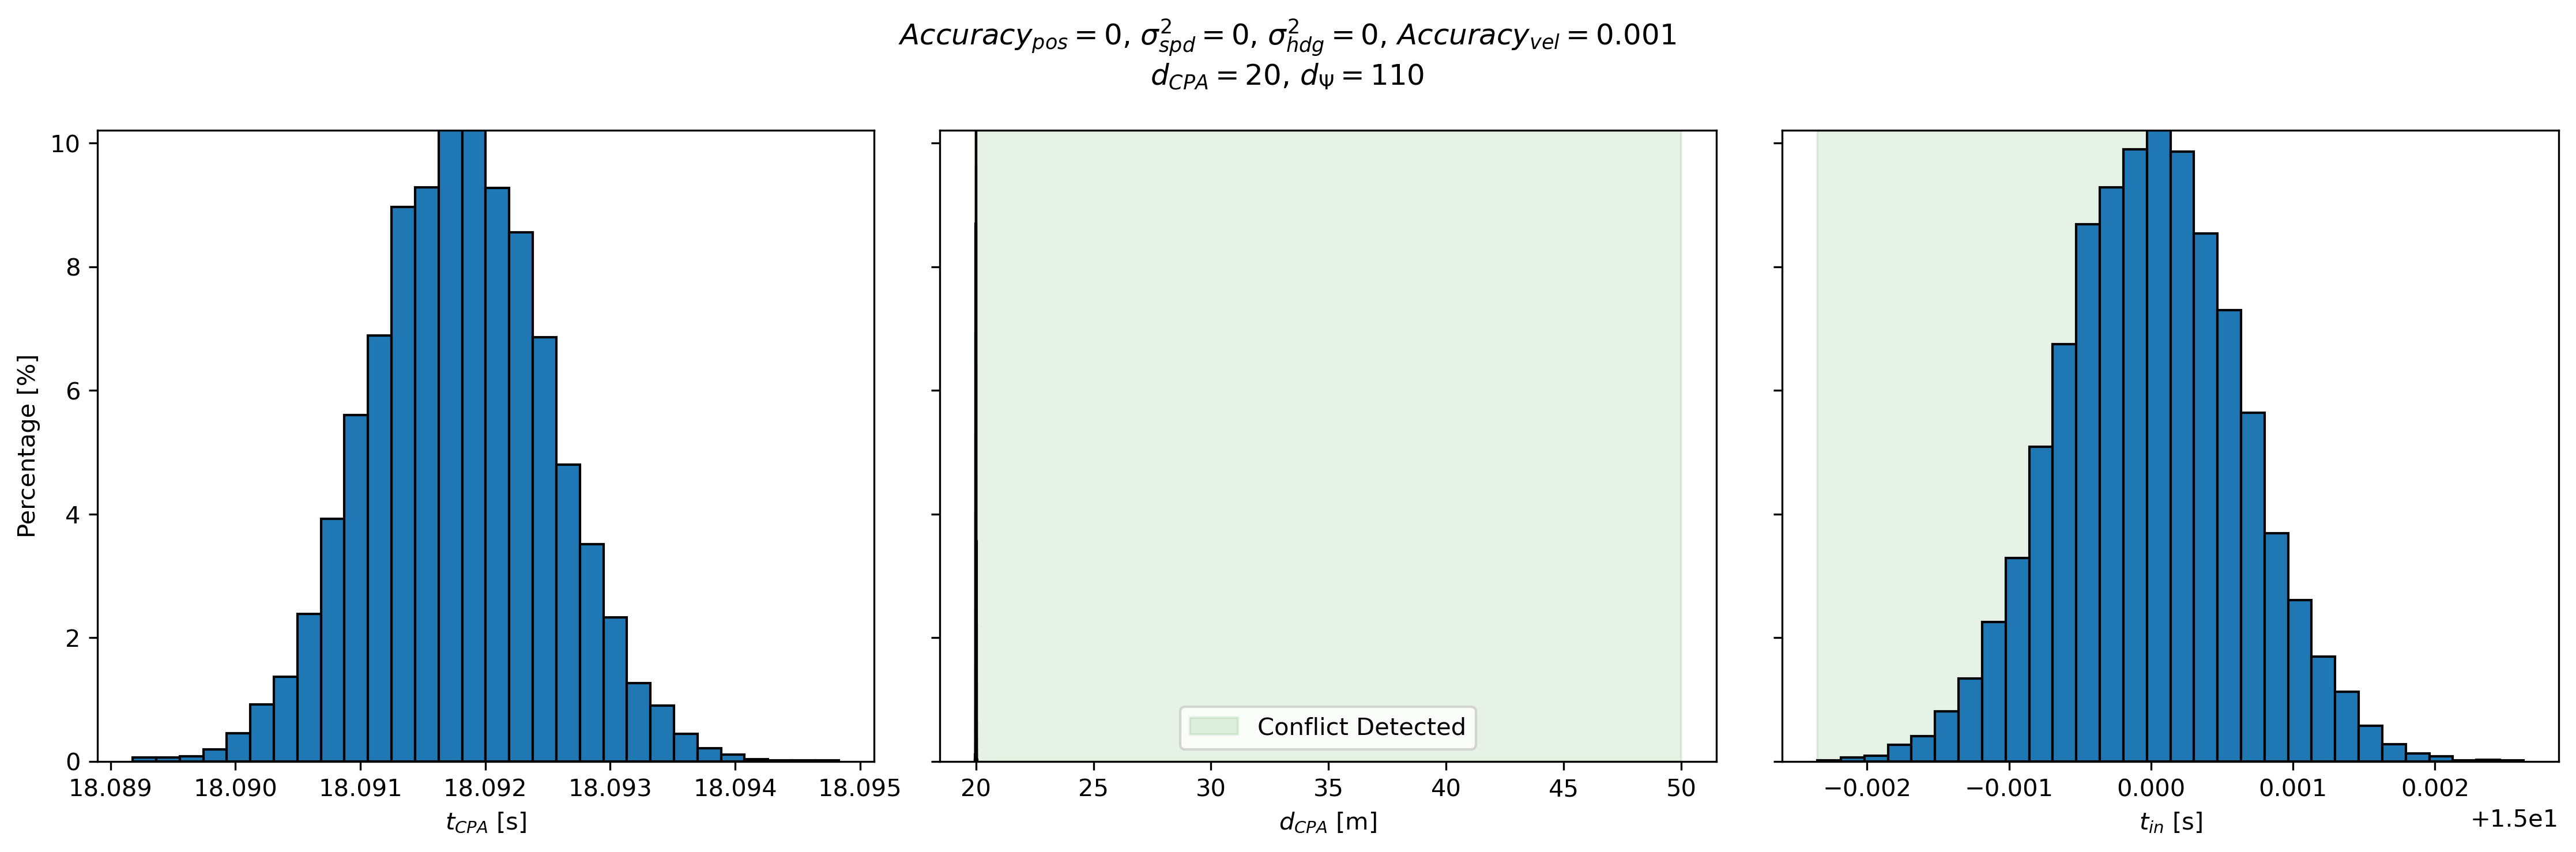 Accuracy_pos = 0, σ²_spd = 0, σ²_hdg = 0, Accuracy_vel = 0.001
d_CPA = 20, d_Ψ = 110
Percentage [%]
10
8
6
4
2
0
18.089 18.090 18.091 18.092 18.093 18.094 18.095
t_CPA [s]
Conflict Detected
20 25 30 35 40 45 50
d_CPA [m]
−0.002 −0.001 0.000 0.001 0.002
+1.5e1
t_in [s]